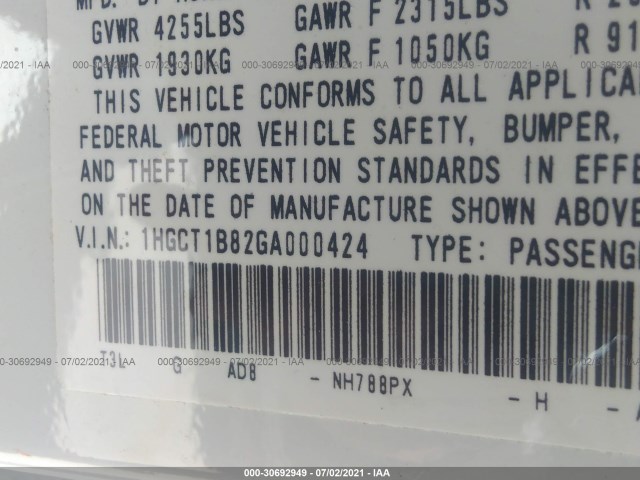 GVWR 4255LBS GAWR F 2315LBS R
GVWR 1930KG GAWR F 1050KG R 91
THIS VEHICLE CONFORMS TO ALL APPLICA
FEDERAL MOTOR VEHICLE SAFETY, BUMPER,
AND THEFT PREVENTION STANDARDS IN EFFE
ON THE DATE OF MANUFACTURE SHOWN ABOVE
V.I.N.: 1HGCT1B82GA000424 TYPE: PASSENG
T3L G AD8 - NH788PX - H -
000-30692949 - 07/02/2021 - IAA